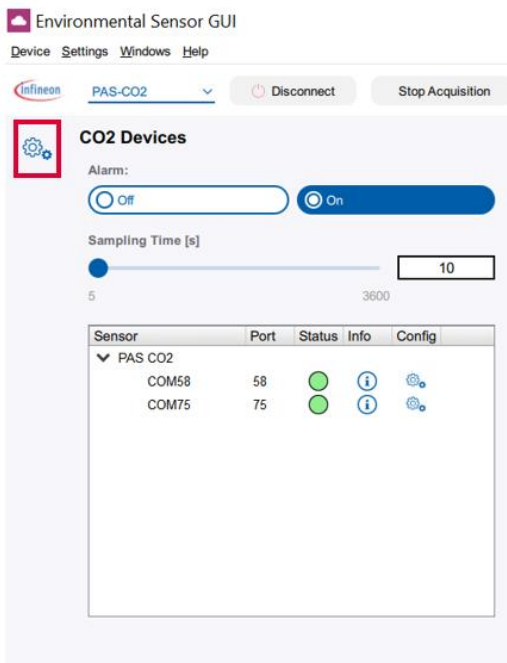 Environmental Sensor GUI
Device Settings Windows Help
infineon PAS-CO2 Disconnect Stop Acquisition
CO2 Devices
Alarm:
Off On
Sampling Time [s]
10
5 3600
Sensor Port Status Info Config
PAS CO2
COM58 58 i
COM75 75 i